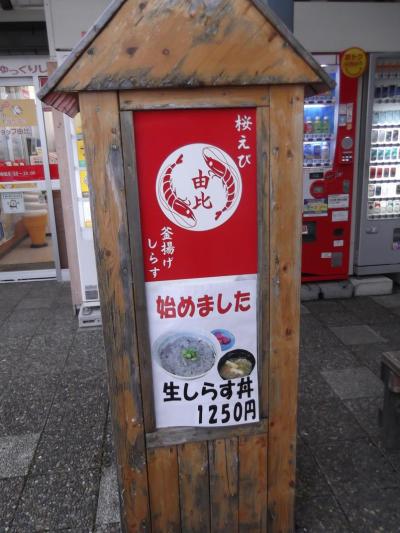 桜えび
由比
釜揚げしらす
始めました
生しらす丼
1250円